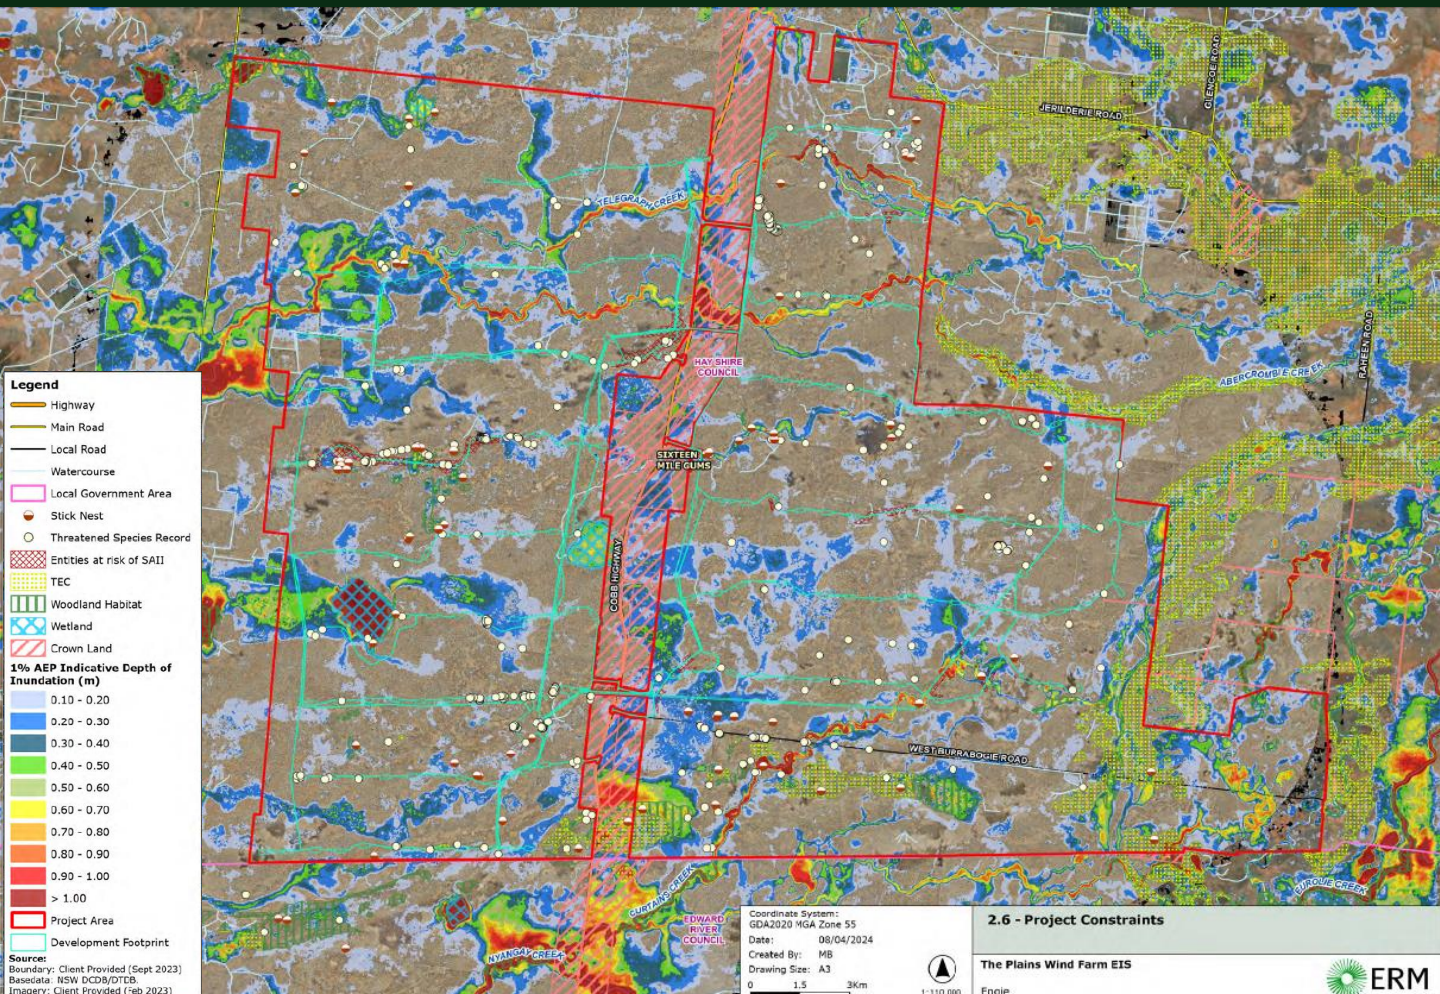 JERILDERIE ROAD
GLENCOE ROAD
TELEGRAPH CREEK
RAHEEN ROAD
HAY SHIRE
COUNCIL
ABERCROMBIE CREEK
SIXTEEN
MILE GUMS
COBB HIGHWAY
WEST BURRABOGIE ROAD
CURTAINS CREEK
EUROLIE CREEK
EDWARD
RIVER
COUNCIL
NYANGAY CREEK
Legend
Highway
Main Road
Local Road
Watercourse
Local Government Area
Stick Nest
Threatened Species Record
Entities at risk of SAII
TEC
Woodland Habitat
Wetland
Crown Land
1% AEP Indicative Depth of
Inundation (m)
0.10 - 0.20
0.20 - 0.30
0.30 - 0.40
0.40 - 0.50
0.50 - 0.60
0.60 - 0.70
0.70 - 0.80
0.80 - 0.90
0.90 - 1.00
> 1.00
Project Area
Development Footprint
Source:
Boundary: Client Provided (Sept 2023)
Basedata: NSW DCDB/DTDB.
Imagery: Client Provided (Feb 2023)
Coordinate System:
GDA2020 MGA Zone 55
Date: 08/04/2024
Created By: MB
Drawing Size: A3
0 1.5 3Km
1:110,000
2.6 - Project Constraints
The Plains Wind Farm EIS
Engie
ERM